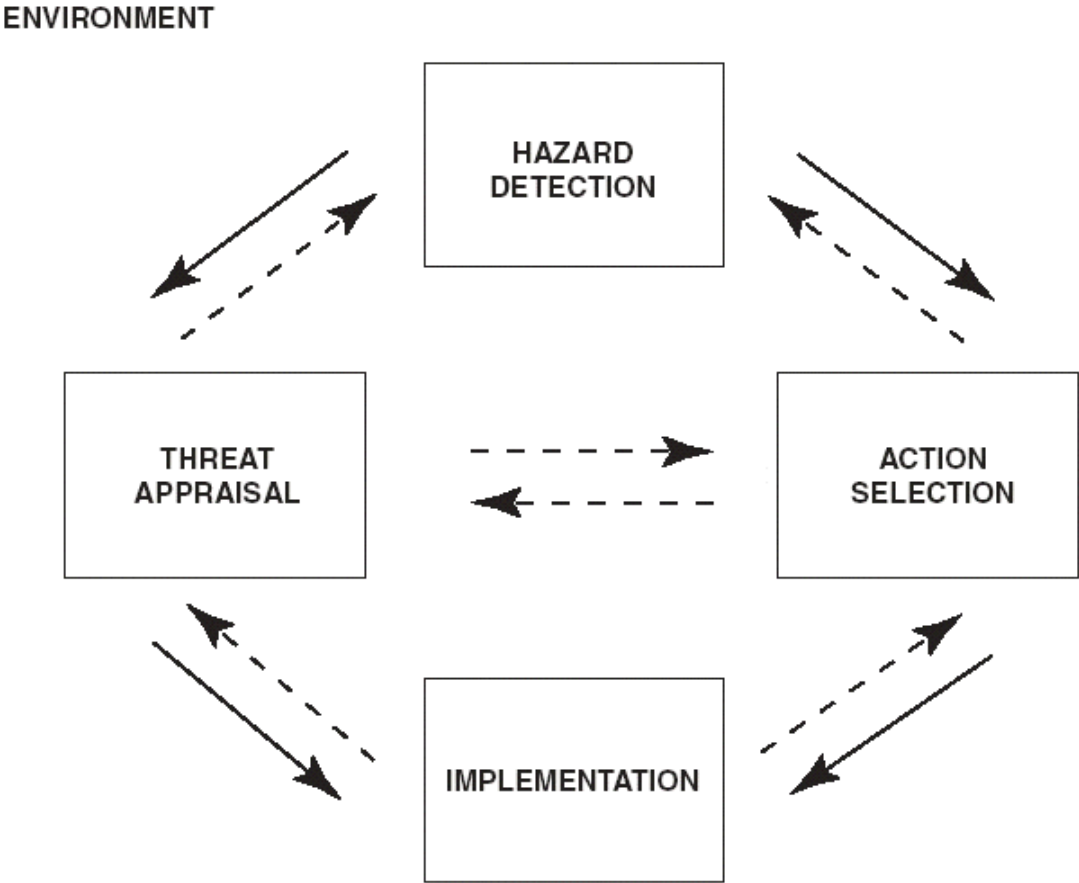 ENVIRONMENT
HAZARD
DETECTION
THREAT
APPRAISAL
ACTION
SELECTION
IMPLEMENTATION